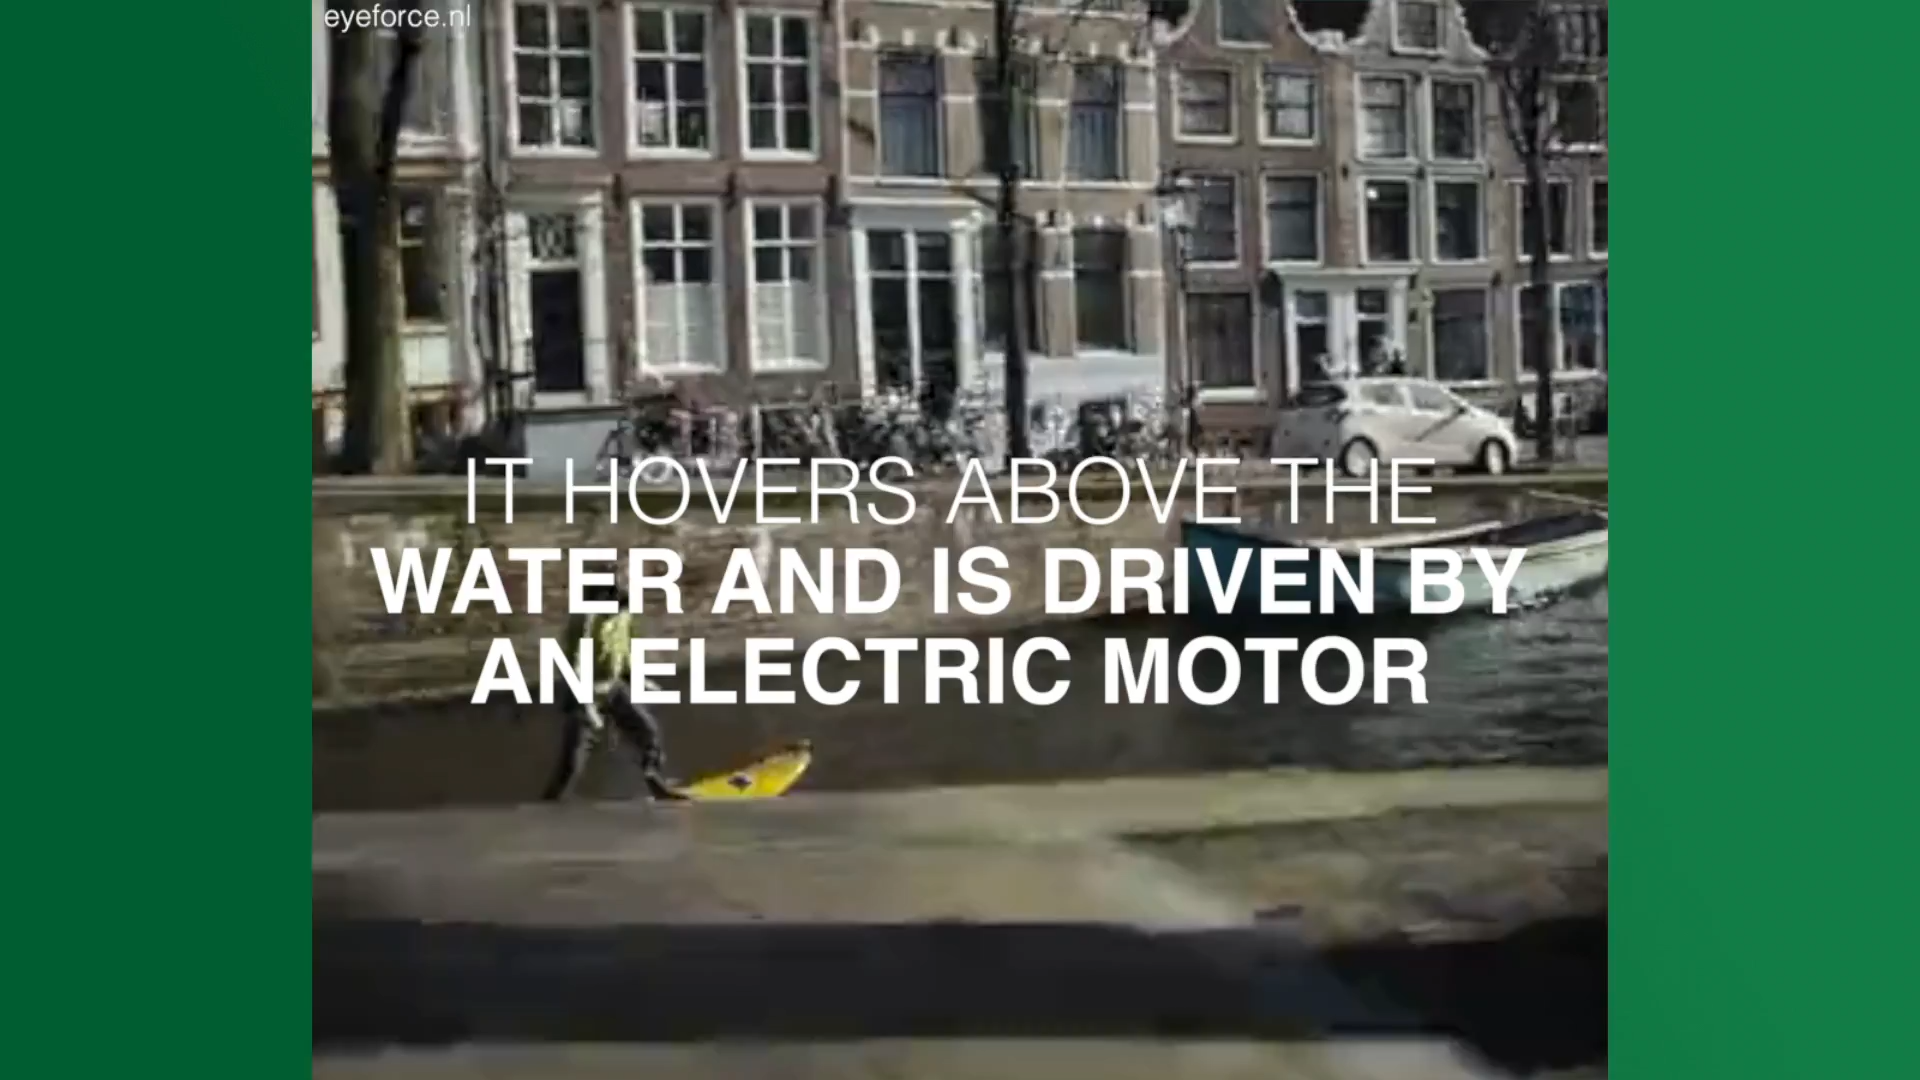 eyeforce.nl
IT HOVERS ABOVE THE
WATER AND IS DRIVEN BY
AN ELECTRIC MOTOR